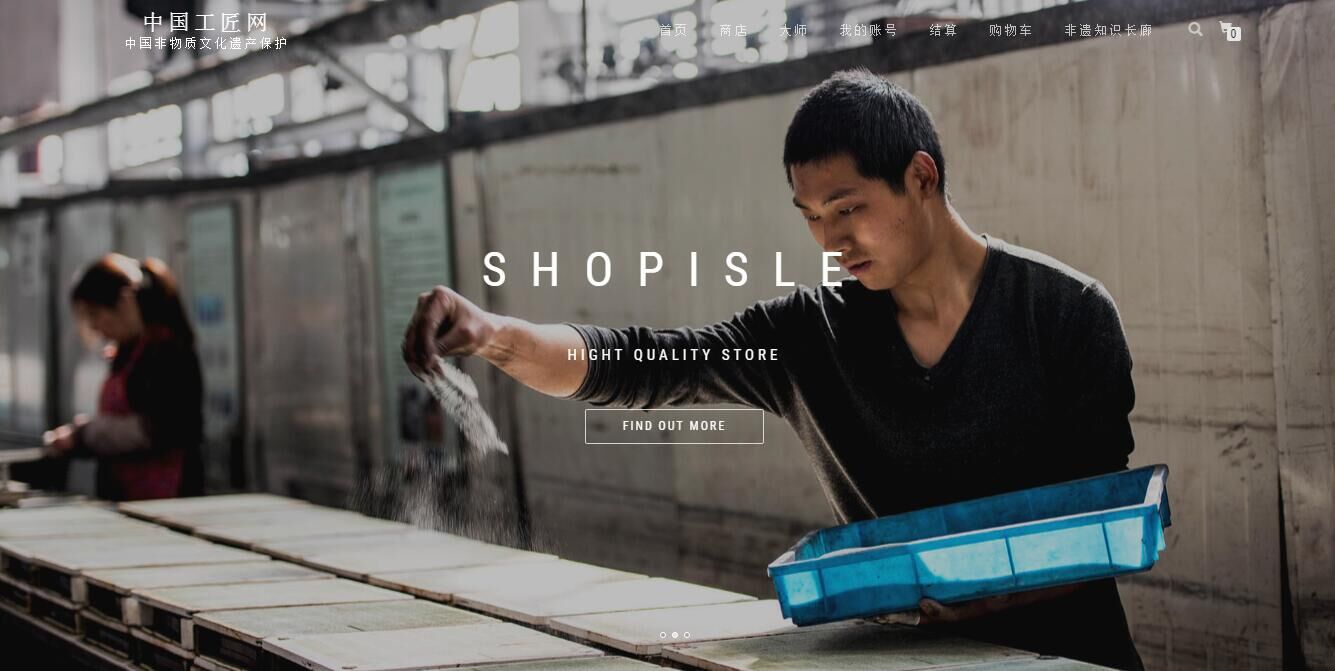 中国工匠网
中国非物质文化遗产保护
首页 商店 大师 我的账号 结算 购物车 非遗知识长廊 0
SHOPISLE
HIGHT QUALITY STORE
FIND OUT MORE